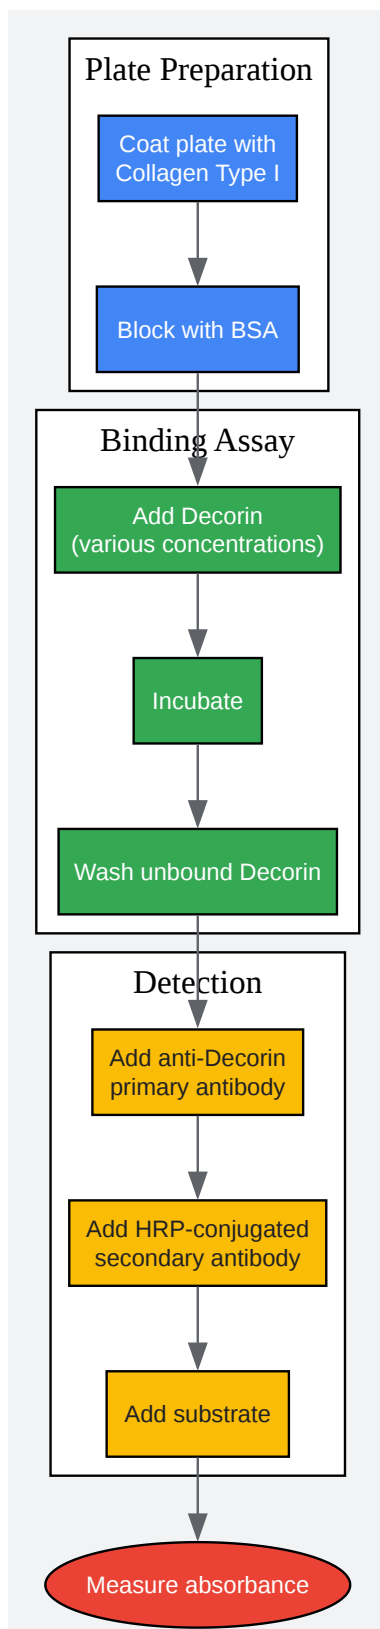 Plate Preparation
Coat plate with
Collagen Type I
Block with BSA
Binding Assay
Add Decorin
(various concentrations)
Incubate
Wash unbound Decorin
Detection
Add anti-Decorin
primary antibody
Add HRP-conjugated
secondary antibody
Add substrate
Measure absorbance